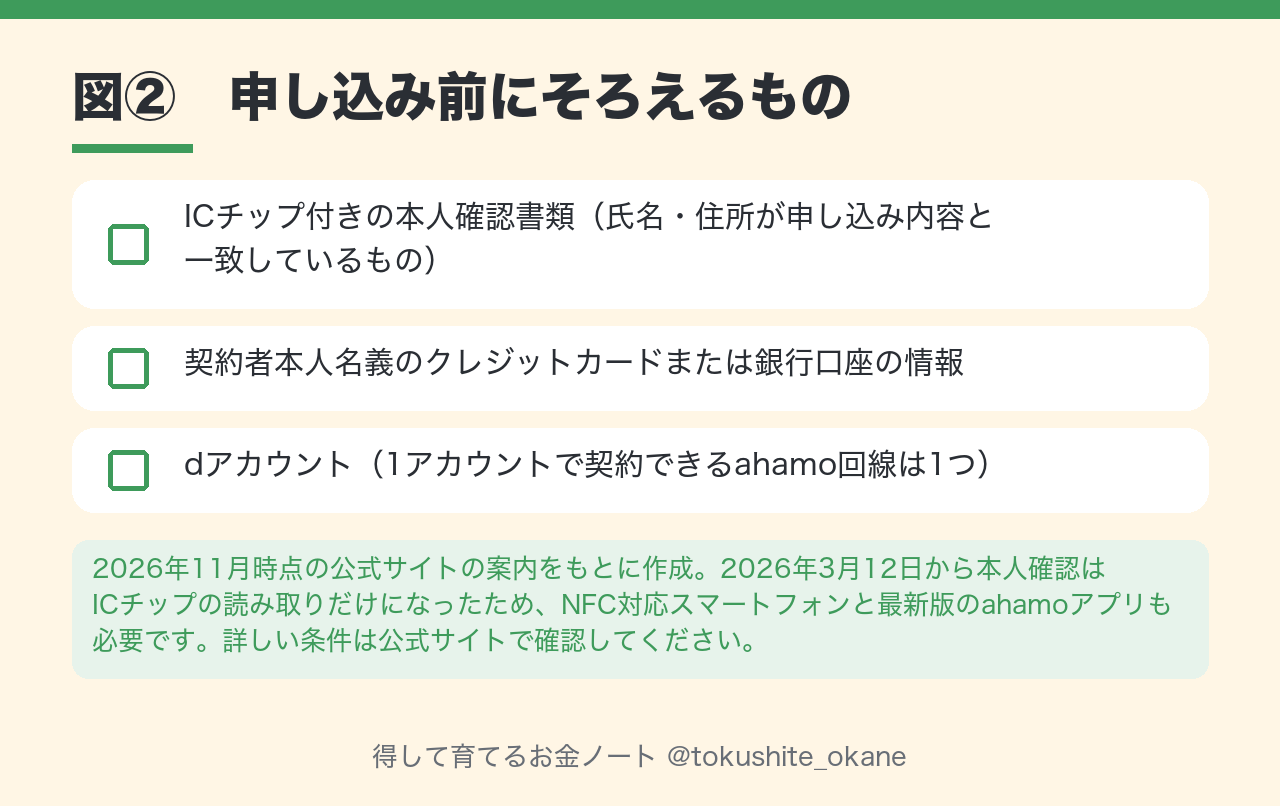 図② 申し込み前にそろえるもの
ICチップ付きの本人確認書類（氏名・住所が申し込み内容と
一致しているもの）
契約者本人名義のクレジットカードまたは銀行口座の情報
dアカウント（1アカウントで契約できるahamo回線は1つ）
2026年11月時点の公式サイトの案内をもとに作成。2026年3月12日から本人確認は
ICチップの読み取りだけになったため、NFC対応スマートフォンと最新版のahamoアプリも
必要です。詳しい条件は公式サイトで確認してください。
得して育てるお金ノート @tokushite_okane